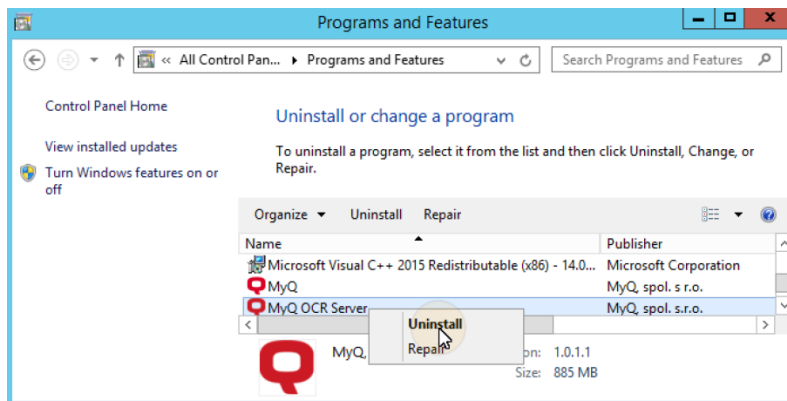 Programs and Features
« All Control Pan... ▸ Programs and Features
Search Programs and Features
Control Panel Home
View installed updates
Turn Windows features on or
off
Uninstall or change a program
To uninstall a program, select it from the list and then click Uninstall, Change, or
Repair.
Organize Uninstall Repair
Name Publisher
Microsoft Visual C++ 2015 Redistributable (x86) - 14.0... Microsoft Corporation
MyQ MyQ, spol. s r.o.
MyQ OCR Server MyQ, spol. s.r.o.
Uninstall
Repair
MyQ, on: 1.0.1.1
Size: 885 MB